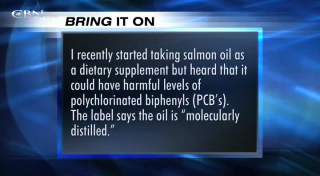 CBN
BRING IT ON
I recently started taking salmon oil as
a dietary supplement but heard that it
could have harmful levels of
polychlorinated biphenyls (PCB's).
The label says the oil is "molecularly
distilled."